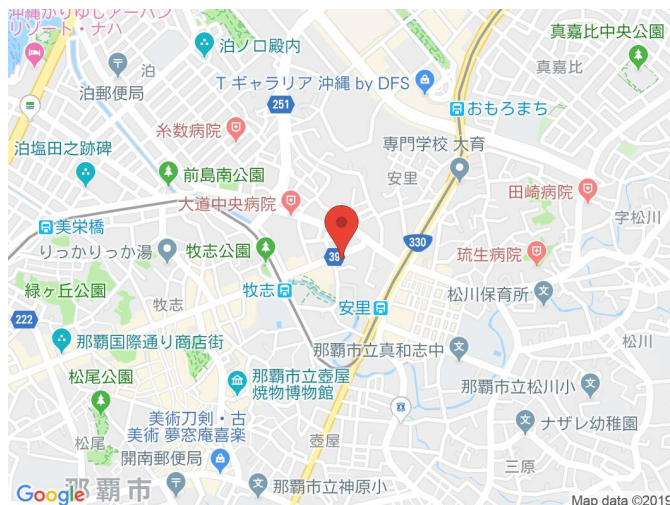 沖縄かりゆしアーバン
リゾート・ナハ
泊ノ口殿内
真嘉比中央公園
泊
泊郵便局
T ギャラリア 沖縄 by DFS
真嘉比
251
おもろまち
糸数病院
専門学校 大育
泊塩田之跡碑
前島南公園
安里
田崎病院
大道中央病院
字松川
美栄橋
330
りっかりっか湯
牧志公園
39
琉生病院
緑ヶ丘公園
牧志
牧志
松川保育所
222
安里
松川
那覇国際通り商店街
那覇市立真和志中
松尾公園
那覇市立壺屋
焼物博物館
那覇市立松川小
美術刀剣・古
美術 夢窓庵喜楽
ナザレ幼稚園
松尾
壺屋
開南郵便局
三原
Google
那覇市
那覇市立神原小
Map data ©2019